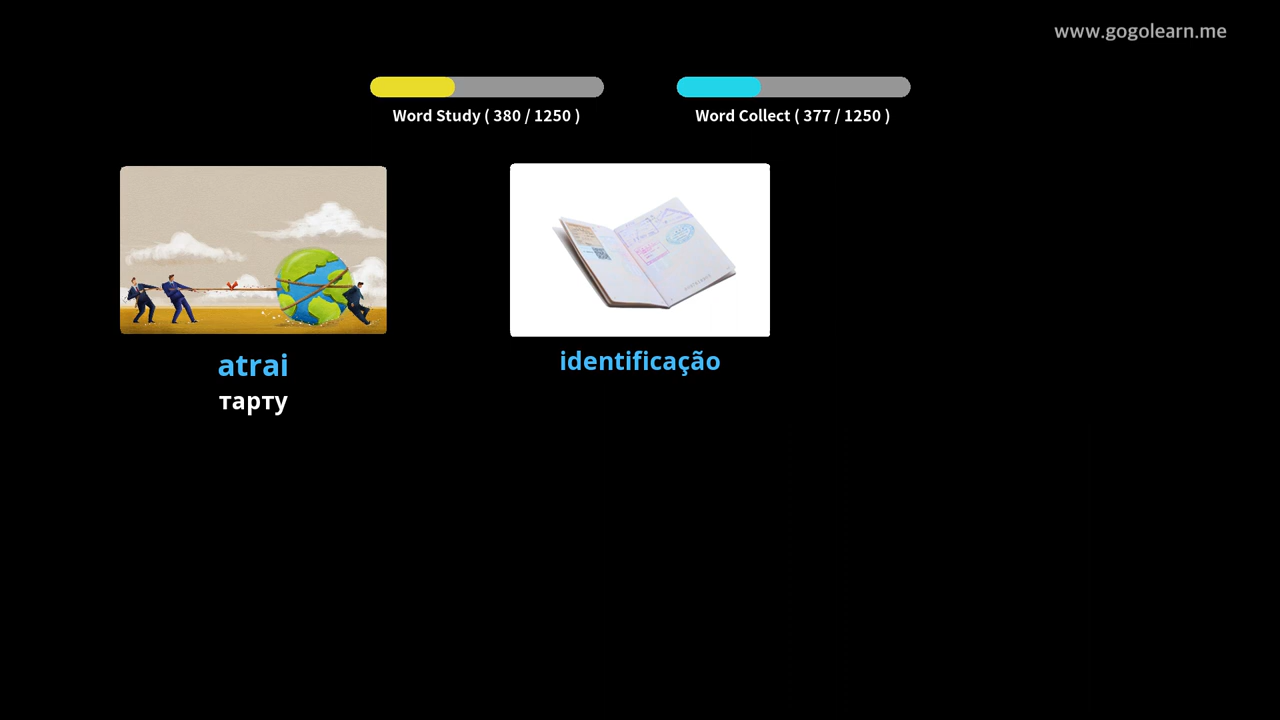 www.gogolearn.me
Word Study ( 380 / 1250 )
Word Collect ( 377 / 1250 )
atrai
тарту
identificação